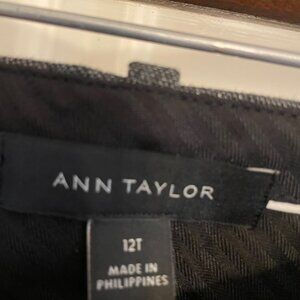 ANN TAYLOR
12T
MADE IN
PHILIPPINES